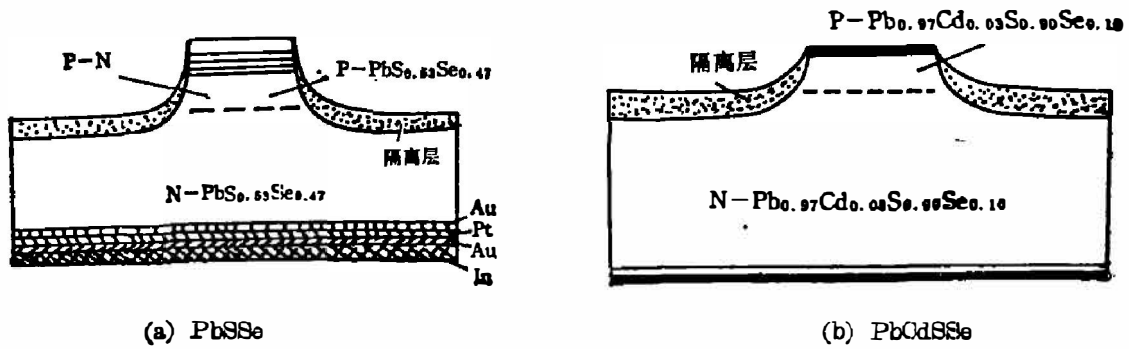 P-N
P-PbS₀.₅₃Se₀.₄₇
隔离层
N-PbS₀.₅₃Se₀.₄₇
Au
Pt
Au
In
(a) PbSSe
P-Pb₀.₉₇Cd₀.₀₃S₀.₉₀Se₀.₁₀
隔离层
N-Pb₀.₉₇Cd₀.₀₃S₀.₉₀Se₀.₁₀
(b) PbCdSSe